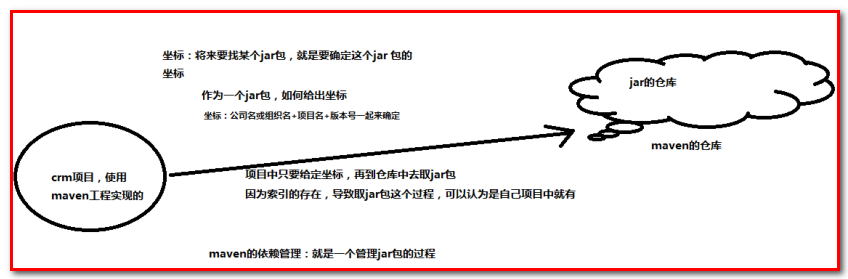 坐标：将来要找某个jar包，就是要确定这个jar 包的
坐标
作为一个jar包，如何给出坐标
坐标：公司名或组织名+项目名+版本号一起来确定
jar的仓库
maven的仓库
crm项目，使用
maven工程实现的
项目中只要给定坐标，再到仓库中去取jar包
因为索引的存在，导致取jar包这个过程，可以认为是自己项目中就有
maven的依赖管理：就是一个管理jar包的过程